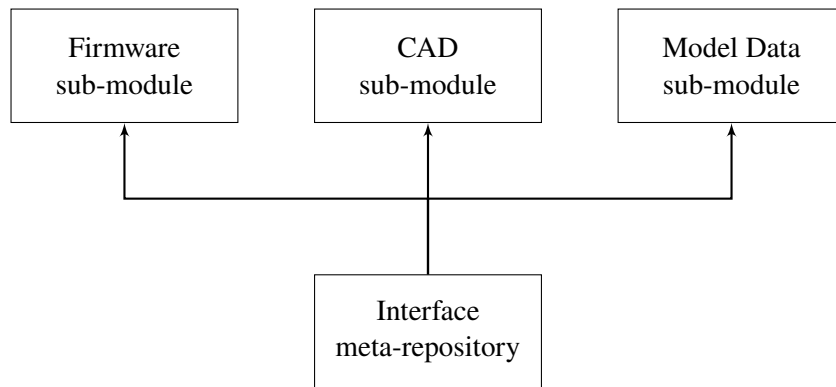 Firmware
sub-module
CAD
sub-module
Model Data
sub-module
Interface
meta-repository